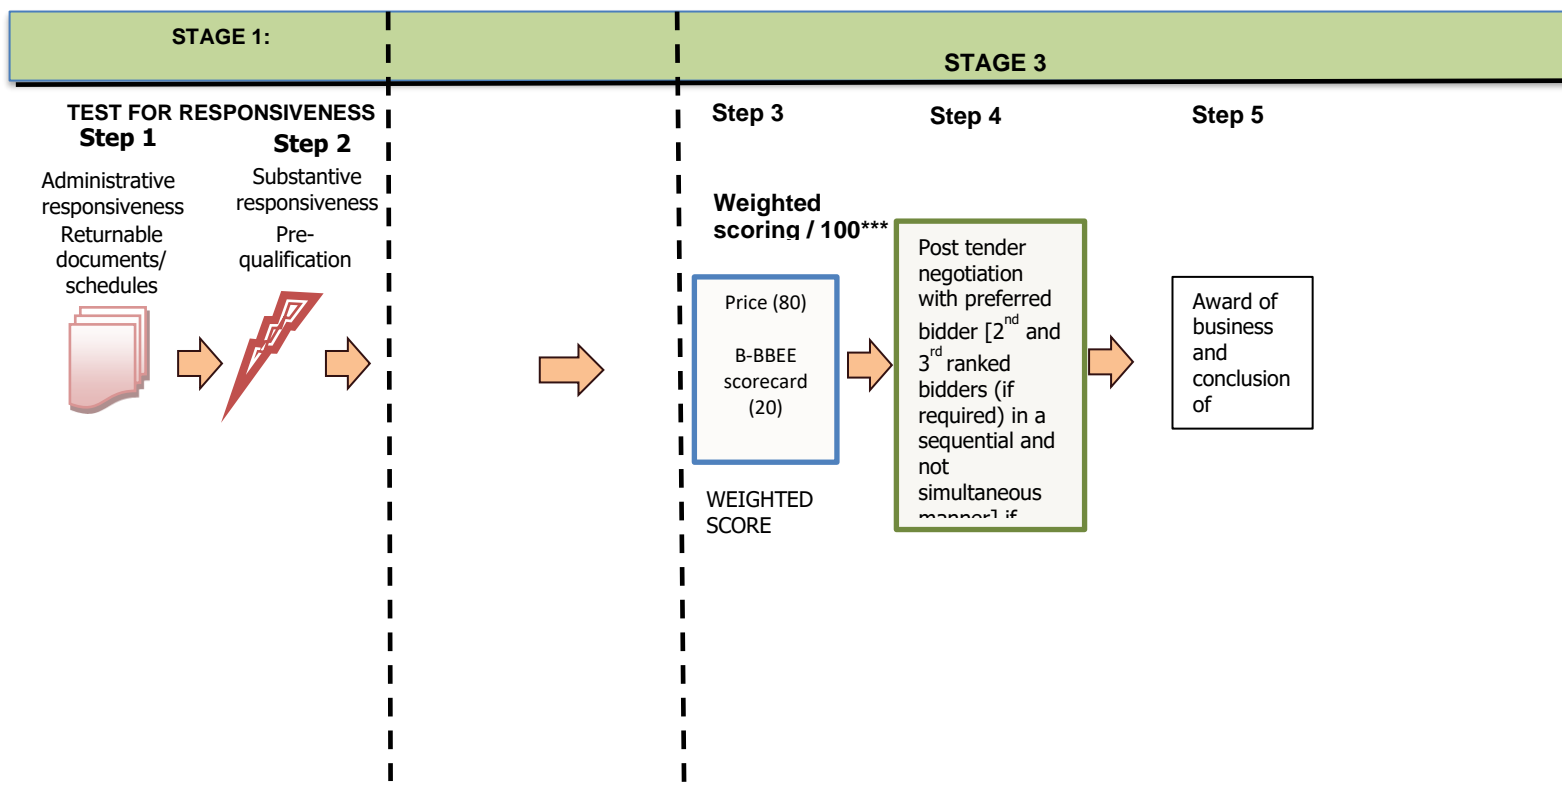 STAGE 1:
STAGE 3
TEST FOR RESPONSIVENESS
Step 1
Administrative
responsiveness
Returnable
documents/
schedules
Step 2
Substantive
responsiveness
Pre-
qualification
Step 3
Weighted
scoring / 100***
Price (80)
B-BBEE
scorecard
(20)
WEIGHTED
SCORE
Step 4
Post tender
negotiation
with preferred
bidder [2nd and
3rd ranked
bidders (if
required) in a
sequential and
not
simultaneous
manner] if
Step 5
Award of
business
and
conclusion
of